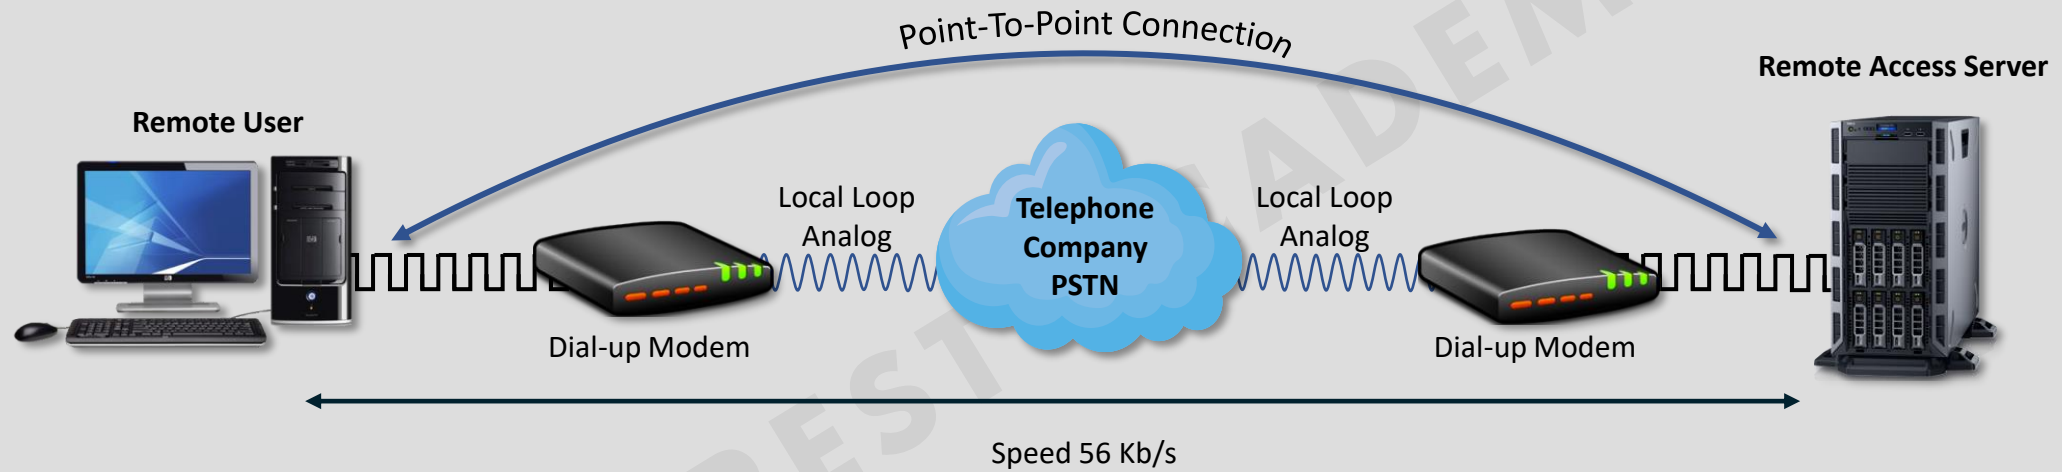 Point-To-Point Connection
Remote Access Server
Remote User
Local Loop
Analog
Telephone
Company
PSTN
Local Loop
Analog
Dial-up Modem
Dial-up Modem
Speed 56 Kb/s